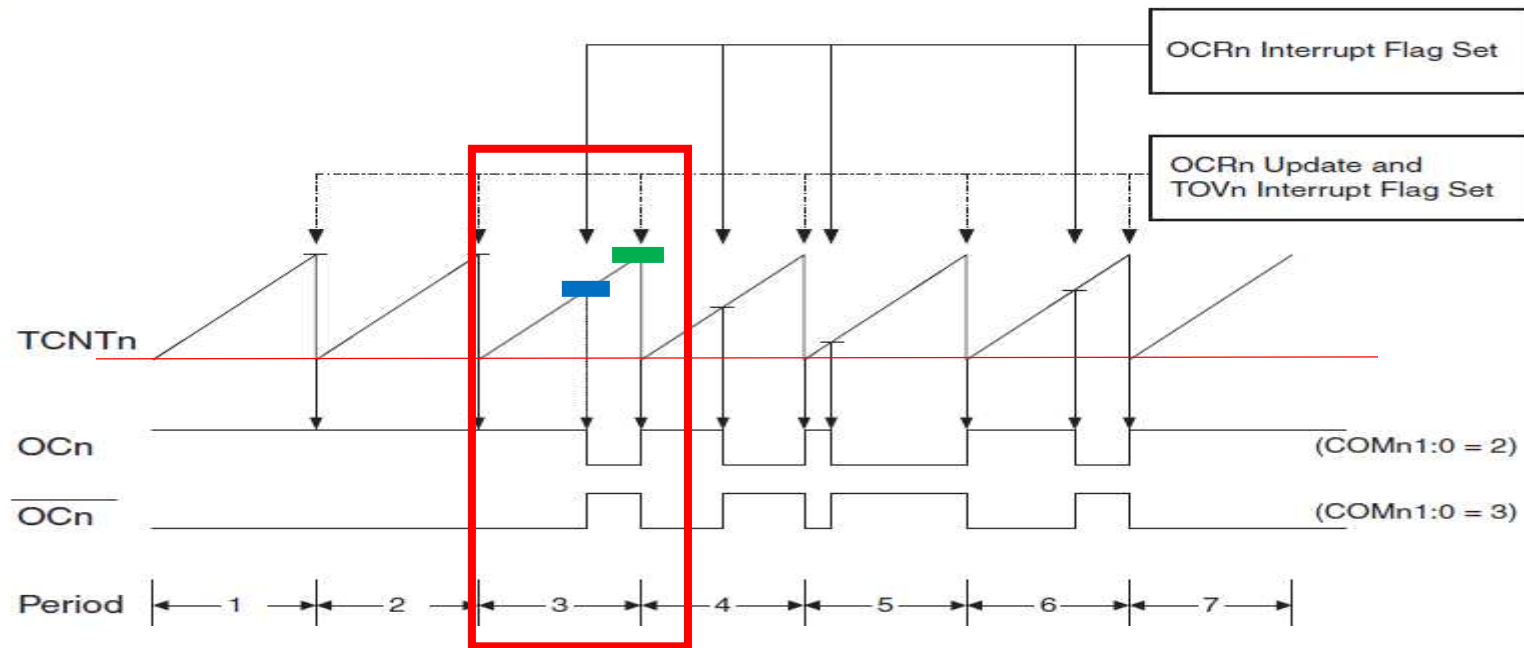 OCRn Interrupt Flag Set
OCRn Update and
TOVn Interrupt Flag Set
TCNTn
OCn
(COMn1:0 = 2)
OCn
(COMn1:0 = 3)
Period
1
2
3
4
5
6
7